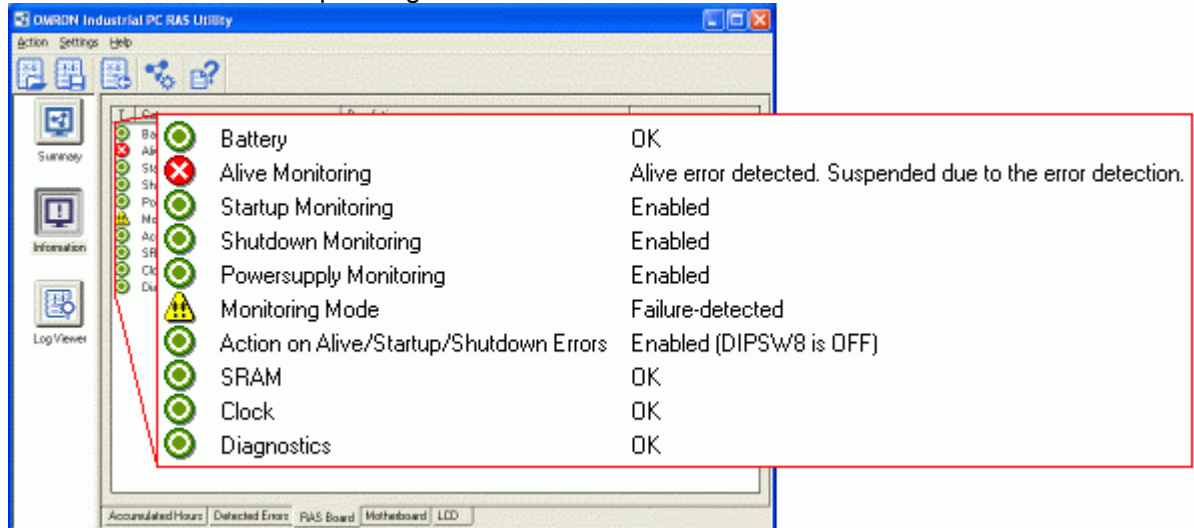 OMRON Industrial PC RAS Utility
Action Settings Help
Summary
Information
Log Viewer
Battery OK
Alive Monitoring Alive error detected. Suspended due to the error detection.
Startup Monitoring Enabled
Shutdown Monitoring Enabled
Powersupply Monitoring Enabled
Monitoring Mode Failure-detected
Action on Alive/Startup/Shutdown Errors Enabled (DIPSW8 is OFF)
SRAM OK
Clock OK
Diagnostics OK
Accumulated Hours Detected Errors RAS Board Motherboard LCD